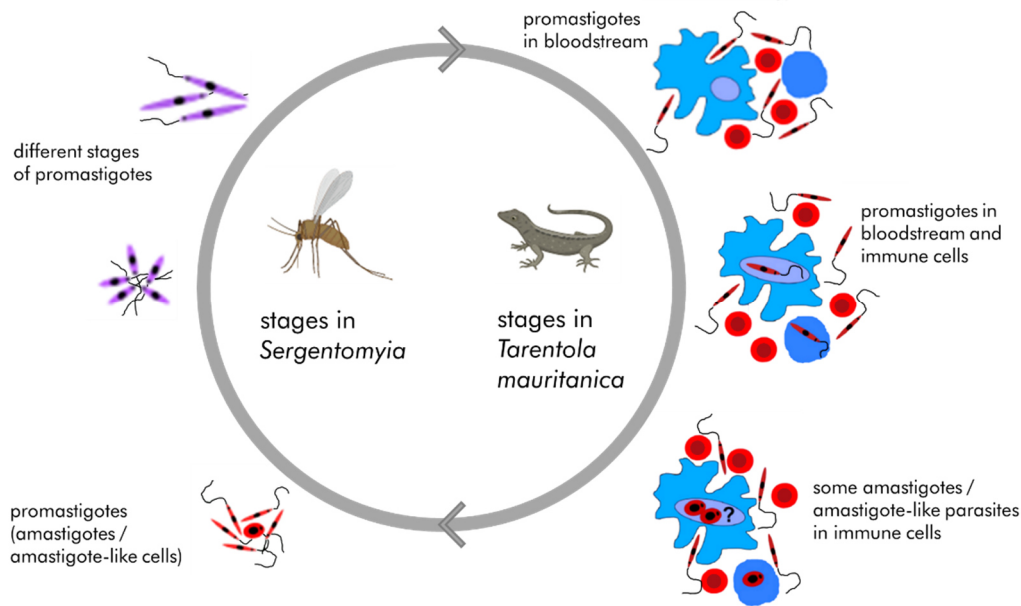 promastigotes
in bloodstream
different stages
of promastigotes
promastigotes in
bloodstream and
immune cells
stages in
Sergentomyia
stages in
Tarentola
mauritanica
some amastigotes /
amastigote-like parasites
in immune cells
?
promastigotes
(amastigotes /
amastigote-like cells)